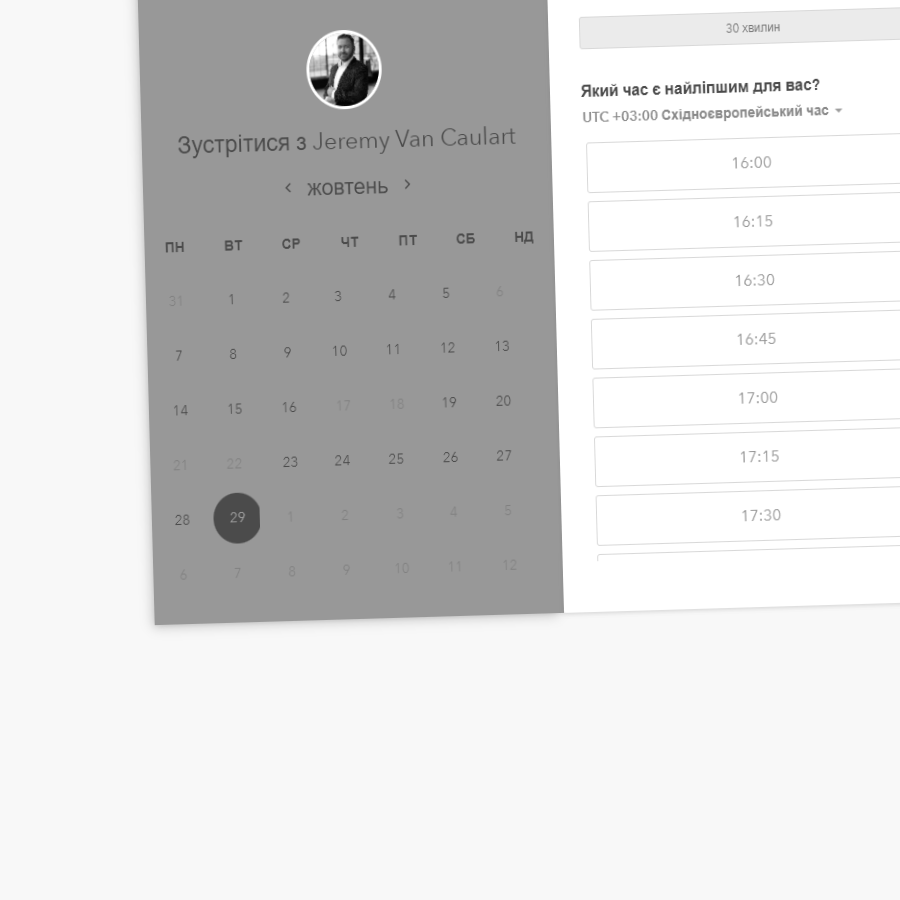 Зустрітися з Jeremy Van Caulart
‹ жовтень ›
ПН ВТ СР ЧТ ПТ СБ НД
31 1 2 3 4 5 6
7 8 9 10 11 12 13
14 15 16 17 18 19 20
21 22 23 24 25 26 27
28 29 1 2 3 4 5
6 7 8 9 10 11 12
30 хвилин
Який час є найліпшим для вас?
UTC +03:00 Східноєвропейський час
16:00
16:15
16:30
16:45
17:00
17:15
17:30